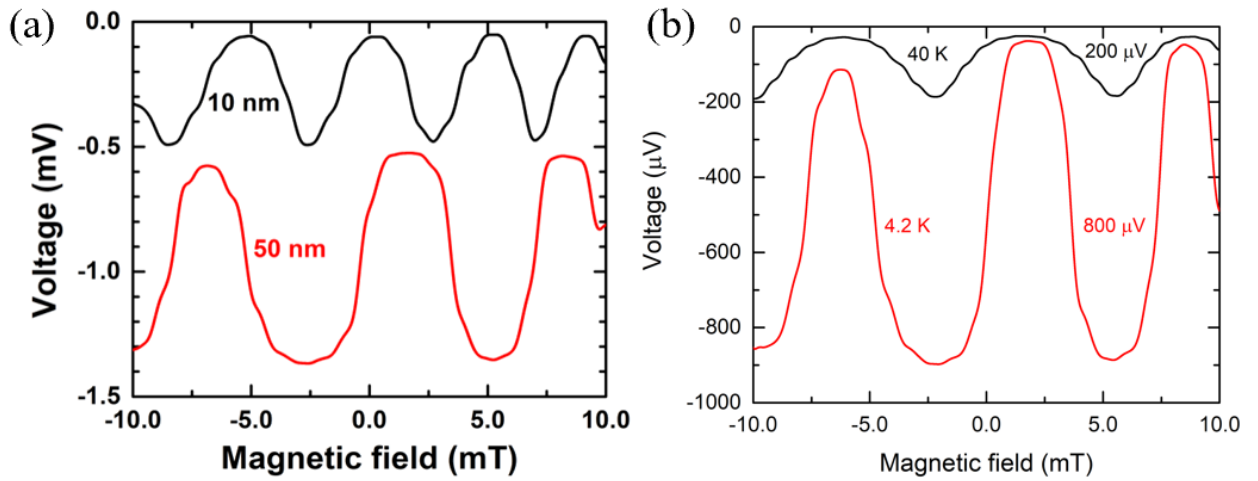 (a)
0.0
10 nm
-0.5
50 nm
-1.0
-1.5
-10.0
-5.0
0.0
5.0
10.0
Voltage (mV)
Magnetic field (mT)
(b)
0
40 K
200 μV
-200
-400
4.2 K
800 μV
-600
-800
-1000
-10.0
-5.0
0.0
5.0
10.0
Voltage (μV)
Magnetic field (mT)